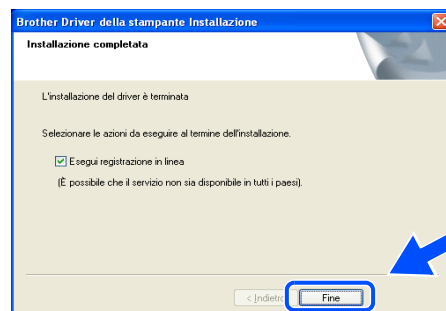 Brother Driver della stampante Installazione
Installazione completata
L'installazione del driver è terminata
Selezionare le azioni da eseguire al termine dell'installazione.
Esegui registrazione in linea
(È possibile che il servizio non sia disponibile in tutti i paesi).
< Indietro Fine